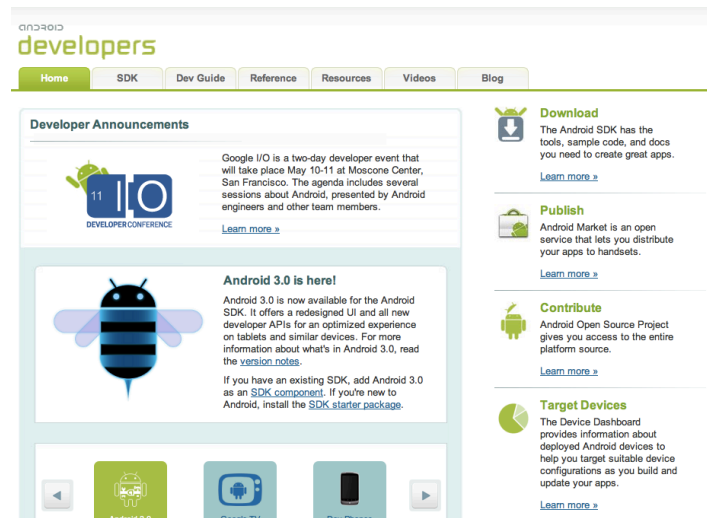 ANDROID
developers
Home SDK Dev Guide Reference Resources Videos Blog
Developer Announcements
11 IO
DEVELOPER CONFERENCE
Google I/O is a two-day developer event that
will take place May 10-11 at Moscone Center,
San Francisco. The agenda includes several
sessions about Android, presented by Android
engineers and other team members.
Learn more »
Android 3.0 is here!
Android 3.0 is now available for the Android
SDK. It offers a redesigned UI and all new
developer APIs for an optimized experience
on tablets and similar devices. For more
information about what's in Android 3.0, read
the version notes.
If you have an existing SDK, add Android 3.0
as an SDK component. If you're new to
Android, install the SDK starter package.
Android 3.0 Google TV Dev Phones
Download
The Android SDK has the
tools, sample code, and docs
you need to create great apps.
Learn more »
Publish
Android Market is an open
service that lets you distribute
your apps to handsets.
Learn more »
Contribute
Android Open Source Project
gives you access to the entire
platform source.
Learn more »
Target Devices
The Device Dashboard
provides information about
deployed Android devices to
help you target suitable device
configurations as you build and
update your apps.
Learn more »